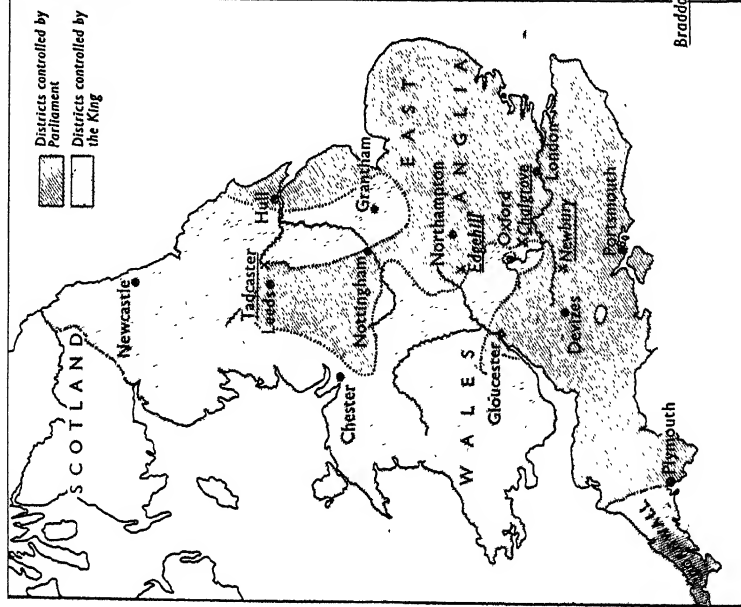 Districts controlled by
Parliament
Districts controlled by
the King
SCOTLAND
Newcastle
Tadcaster
Leeds
Hull
Chester
Nottingham
Grantham
EAST
ANGLIA
WALES
Northampton
Edgehill
Gloucester
Oxford
Chalgrove
London
Newbury
Devizes
Portsmouth
Plymouth
Braddo